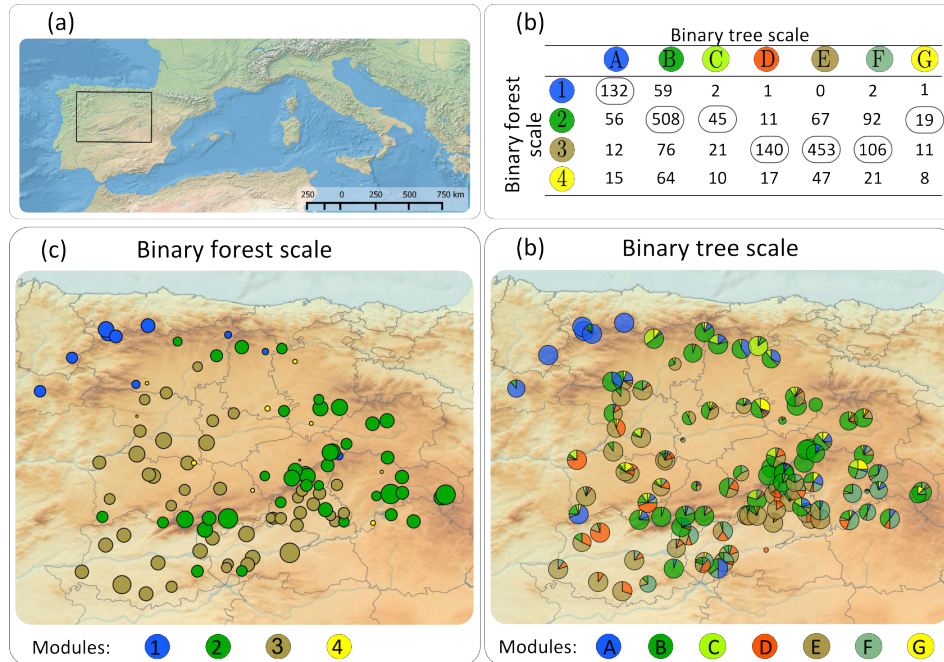 (a)
250 0 250 500 750 km
(b)
Binary tree scale
A B C D E F G
Binary forest
scale
1 132 59 2 1 0 2 1
2 56 508 45 11 67 92 19
3 12 76 21 140 453 106 11
4 15 64 10 17 47 21 8
(c) Binary forest scale
Modules: 1 2 3 4
(b) Binary tree scale
Modules: A B C D E F G